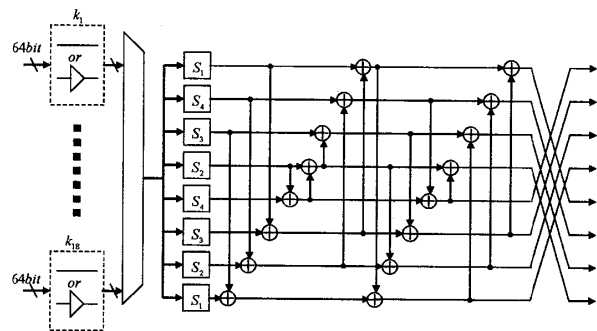 k₁
64bit
or
S₁
S₄
S₃
S₂
S₄
S₃
S₂
S₁
k₁₈
64bit
or